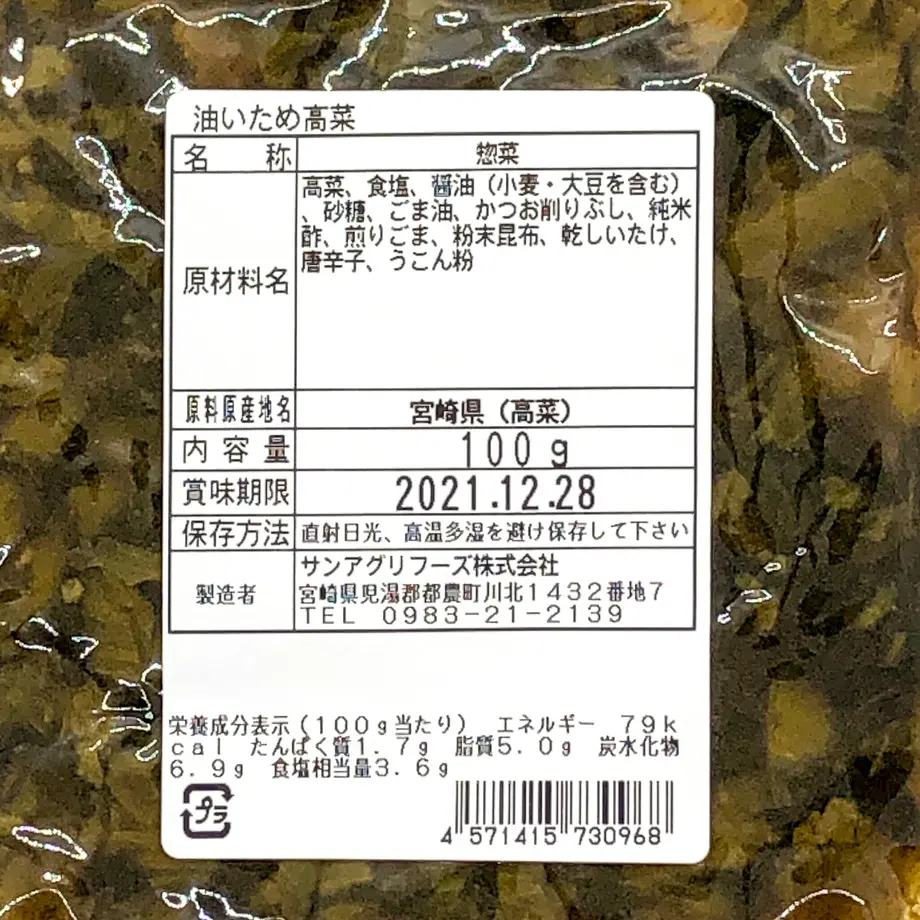 油いため高菜
名称 惣菜
原材料名 高菜、食塩、醤油（小麦・大豆を含む）
、砂糖、ごま油、かつお削りぶし、純米
酢、煎りごま、粉末昆布、乾しいたけ、
唐辛子、うこん粉
原料原産地名 宮崎県（高菜）
内容量 100g
賞味期限 2021.12.28
保存方法 直射日光、高温多湿を避け保存して下さい
製造者 サンアグリフーズ株式会社
宮崎県児湯郡都農町川北１４３２番地７
ＴＥＬ ０９８３－２１－２１３９
栄養成分表示（１００ｇ当たり） エネルギー ７９ｋ
ｃａｌ たんぱく質１．７ｇ 脂質５．０ｇ 炭水化物
６．９ｇ 食塩相当量３．６ｇ
プラ
4 571415 730968